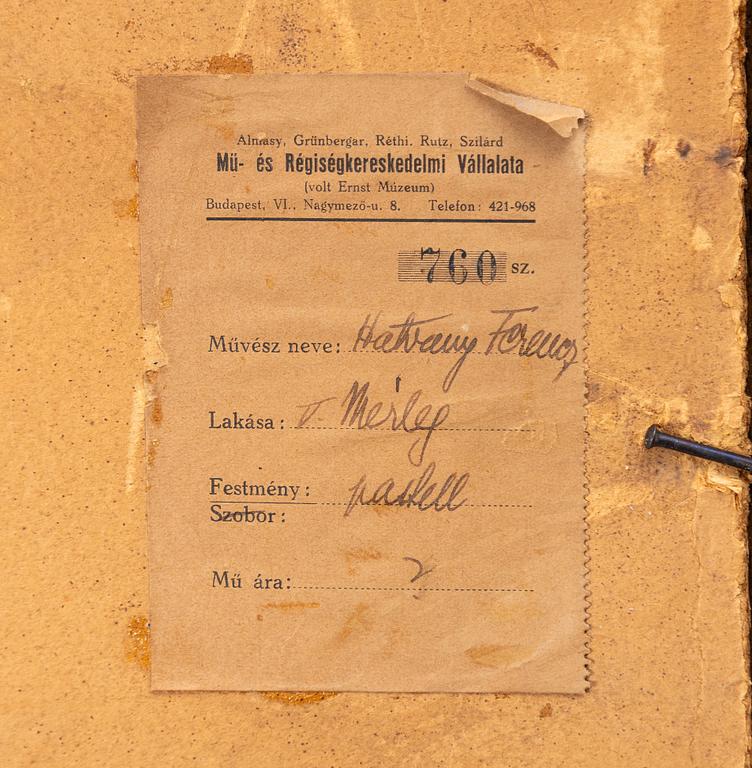 Almasy, Grünbergar, Réthi. Rutz, Szilárd
Mű- és Régiségkereskedelmi Vállalata
(volt Ernst Múzeum)
Budapest, VI., Nagymező-u. 8. Telefon: 421-968
760 sz.
Művész neve: Hatvany Ferenc
Lakása: Mérleg
Festmény: pastell
Szobor:
Mű ára: ?